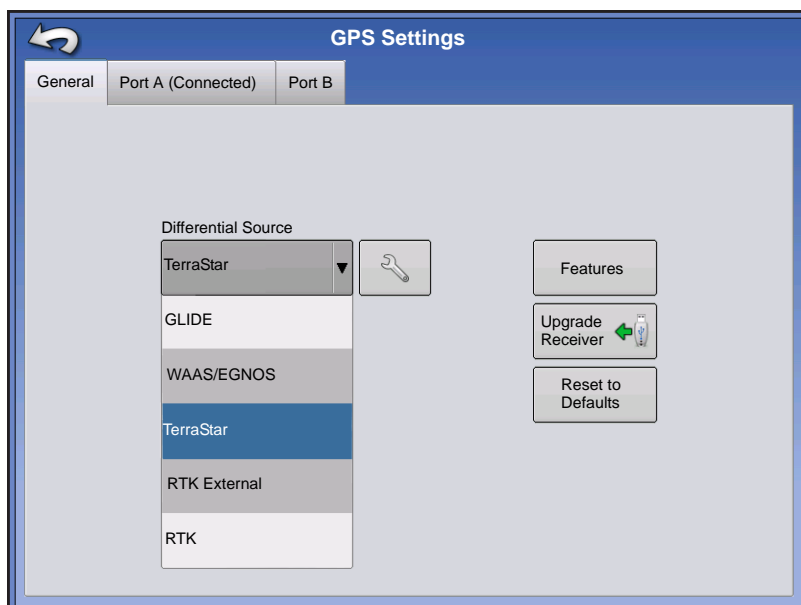 GPS Settings
General
Port A (Connected)
Port B
Differential Source
TerraStar
GLIDE
WAAS/EGNOS
TerraStar
RTK External
RTK
Features
Upgrade
Receiver
Reset to
Defaults